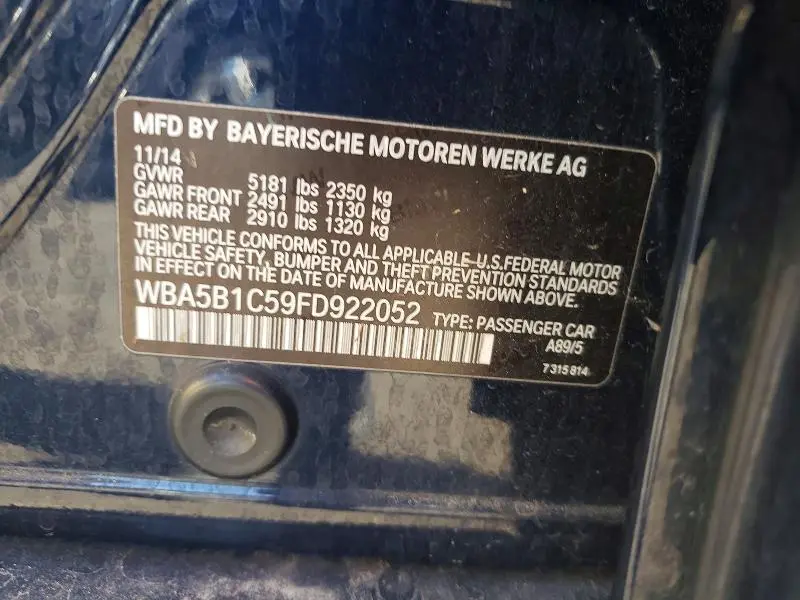 MFD BY BAYERISCHE MOTOREN WERKE AG
11/14
GVWR 5181 lbs 2350 kg
GAWR FRONT 2491 lbs 1130 kg
GAWR REAR 2910 lbs 1320 kg
THIS VEHICLE CONFORMS TO ALL APPLICABLE U.S.FEDERAL MOTOR
VEHICLE SAFETY, BUMPER AND THEFT PREVENTION STANDARDS
IN EFFECT ON THE DATE OF MANUFACTURE SHOWN ABOVE.
WBA5B1C59FD922052 TYPE: PASSENGER CAR
A89/5
7 315 814